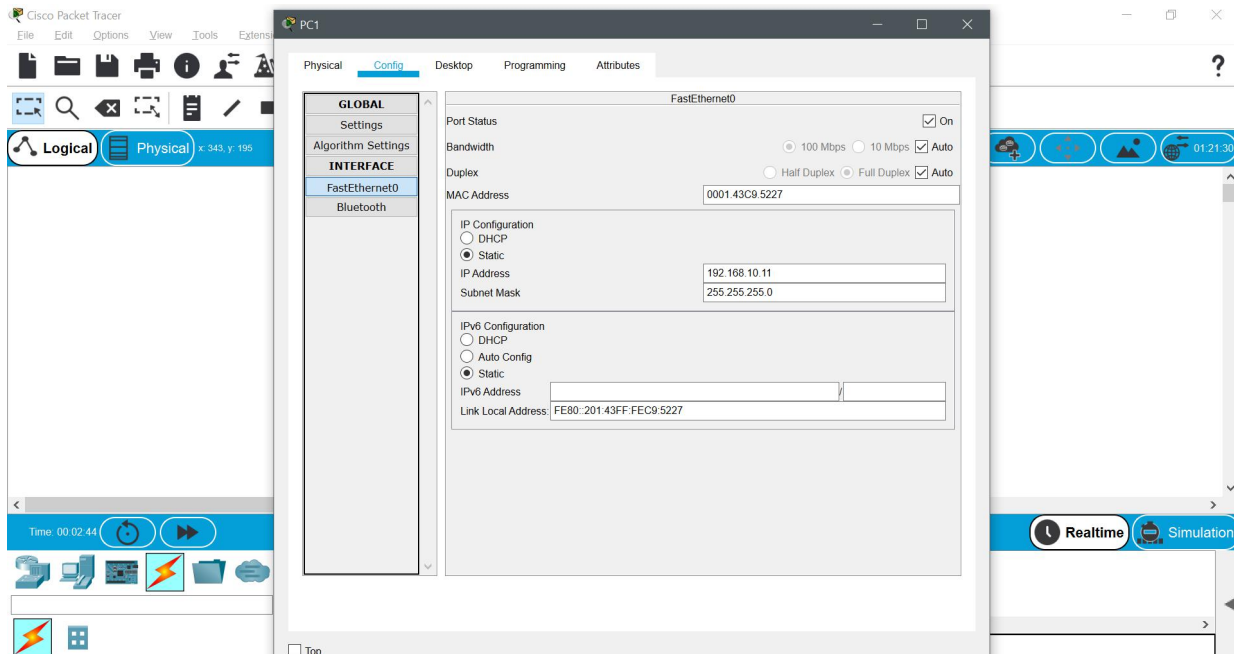 Cisco Packet Tracer
File Edit Options View Tools Extensi
PC1
Physical Config Desktop Programming Attributes
Logical
Physical x: 343, y: 195
01:21:30
GLOBAL
Settings
Algorithm Settings
INTERFACE
FastEthernet0
Bluetooth
FastEthernet0
Port Status On
Bandwidth 100 Mbps 10 Mbps Auto
Duplex Half Duplex Full Duplex Auto
MAC Address 0001.43C9.5227
IP Configuration
DHCP
Static
IP Address 192.168.10.11
Subnet Mask 255.255.255.0
IPv6 Configuration
DHCP
Auto Config
Static
IPv6 Address /
Link Local Address: FE80::201:43FF:FEC9:5227
Time: 00:02:44
Realtime Simulation
Top